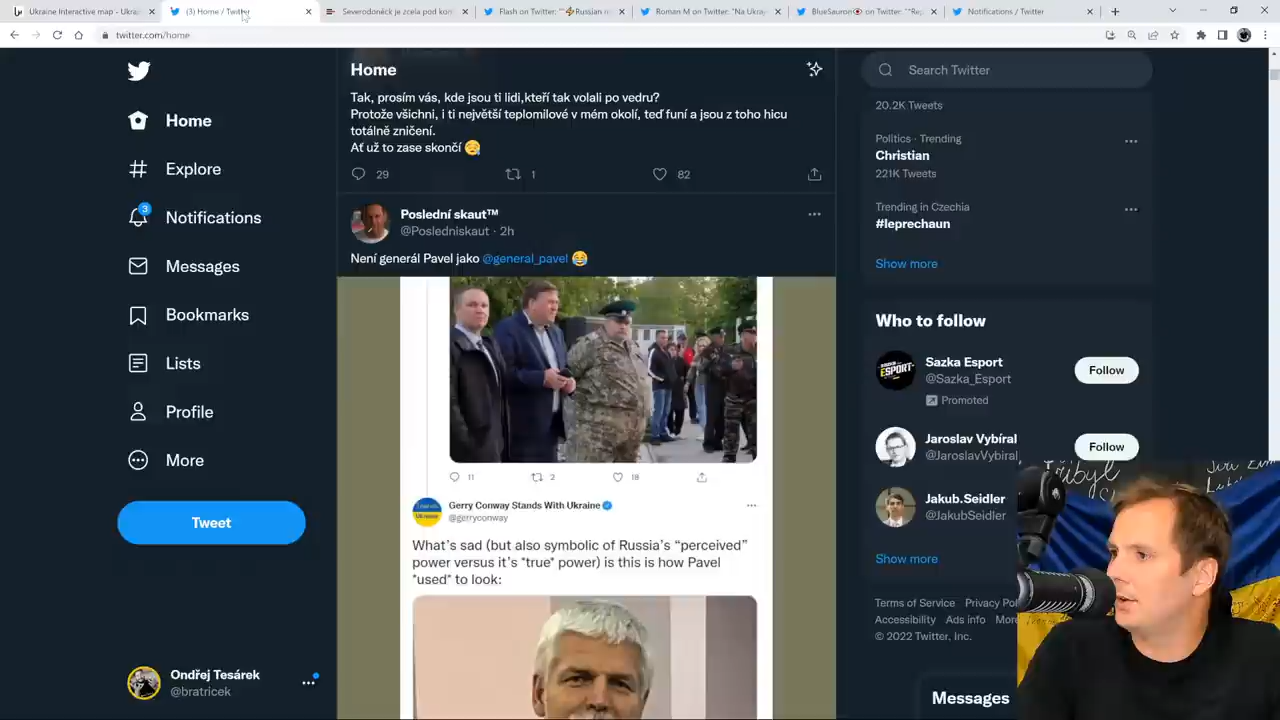 Ukraine Interactive map - Ukra
(3) Home / Twitter
Severodoněck je zcela pod kon
Flash on Twitter: "⚡Russian m
Roman M on Twitter: "Na Ukraj
BlueSauron👁 on Twitter: ""Re
Notifications / Twitter
twitter.com/home
Home
Tak, prosím vás, kde jsou ti lidi,kteří tak volali po vedru?
Protože všichni, i ti největší teplomilové v mém okolí, teď funí a jsou z toho hicu
totálně zničení.
Ať už to zase skončí 😥
29
1
82
Poslední skaut™
@Posledniskaut · 2h
Není generál Pavel jako @general_pavel 😂
11
2
18
Gerry Conway Stands With Ukraine
@gerryconway
What's sad (but also symbolic of Russia's "perceived"
power versus it's *true* power) is this is how Pavel
*used* to look:
3
Home
Explore
Notifications
Messages
Bookmarks
Lists
Profile
More
Tweet
Ondřej Tesárek
@bratricek
Search Twitter
20.2K Tweets
Politics · Trending
Christian
221K Tweets
Trending in Czechia
#leprechaun
Show more
Who to follow
Sazka Esport
@Sazka_Esport
Promoted
Follow
Jaroslav Vybíral
@JaroslavVybiral
Follow
Jakub.Seidler
@JakubSeidler
Show more
Terms of Service Privacy Pol
Accessibility Ads info More
© 2022 Twitter, Inc.
Messages